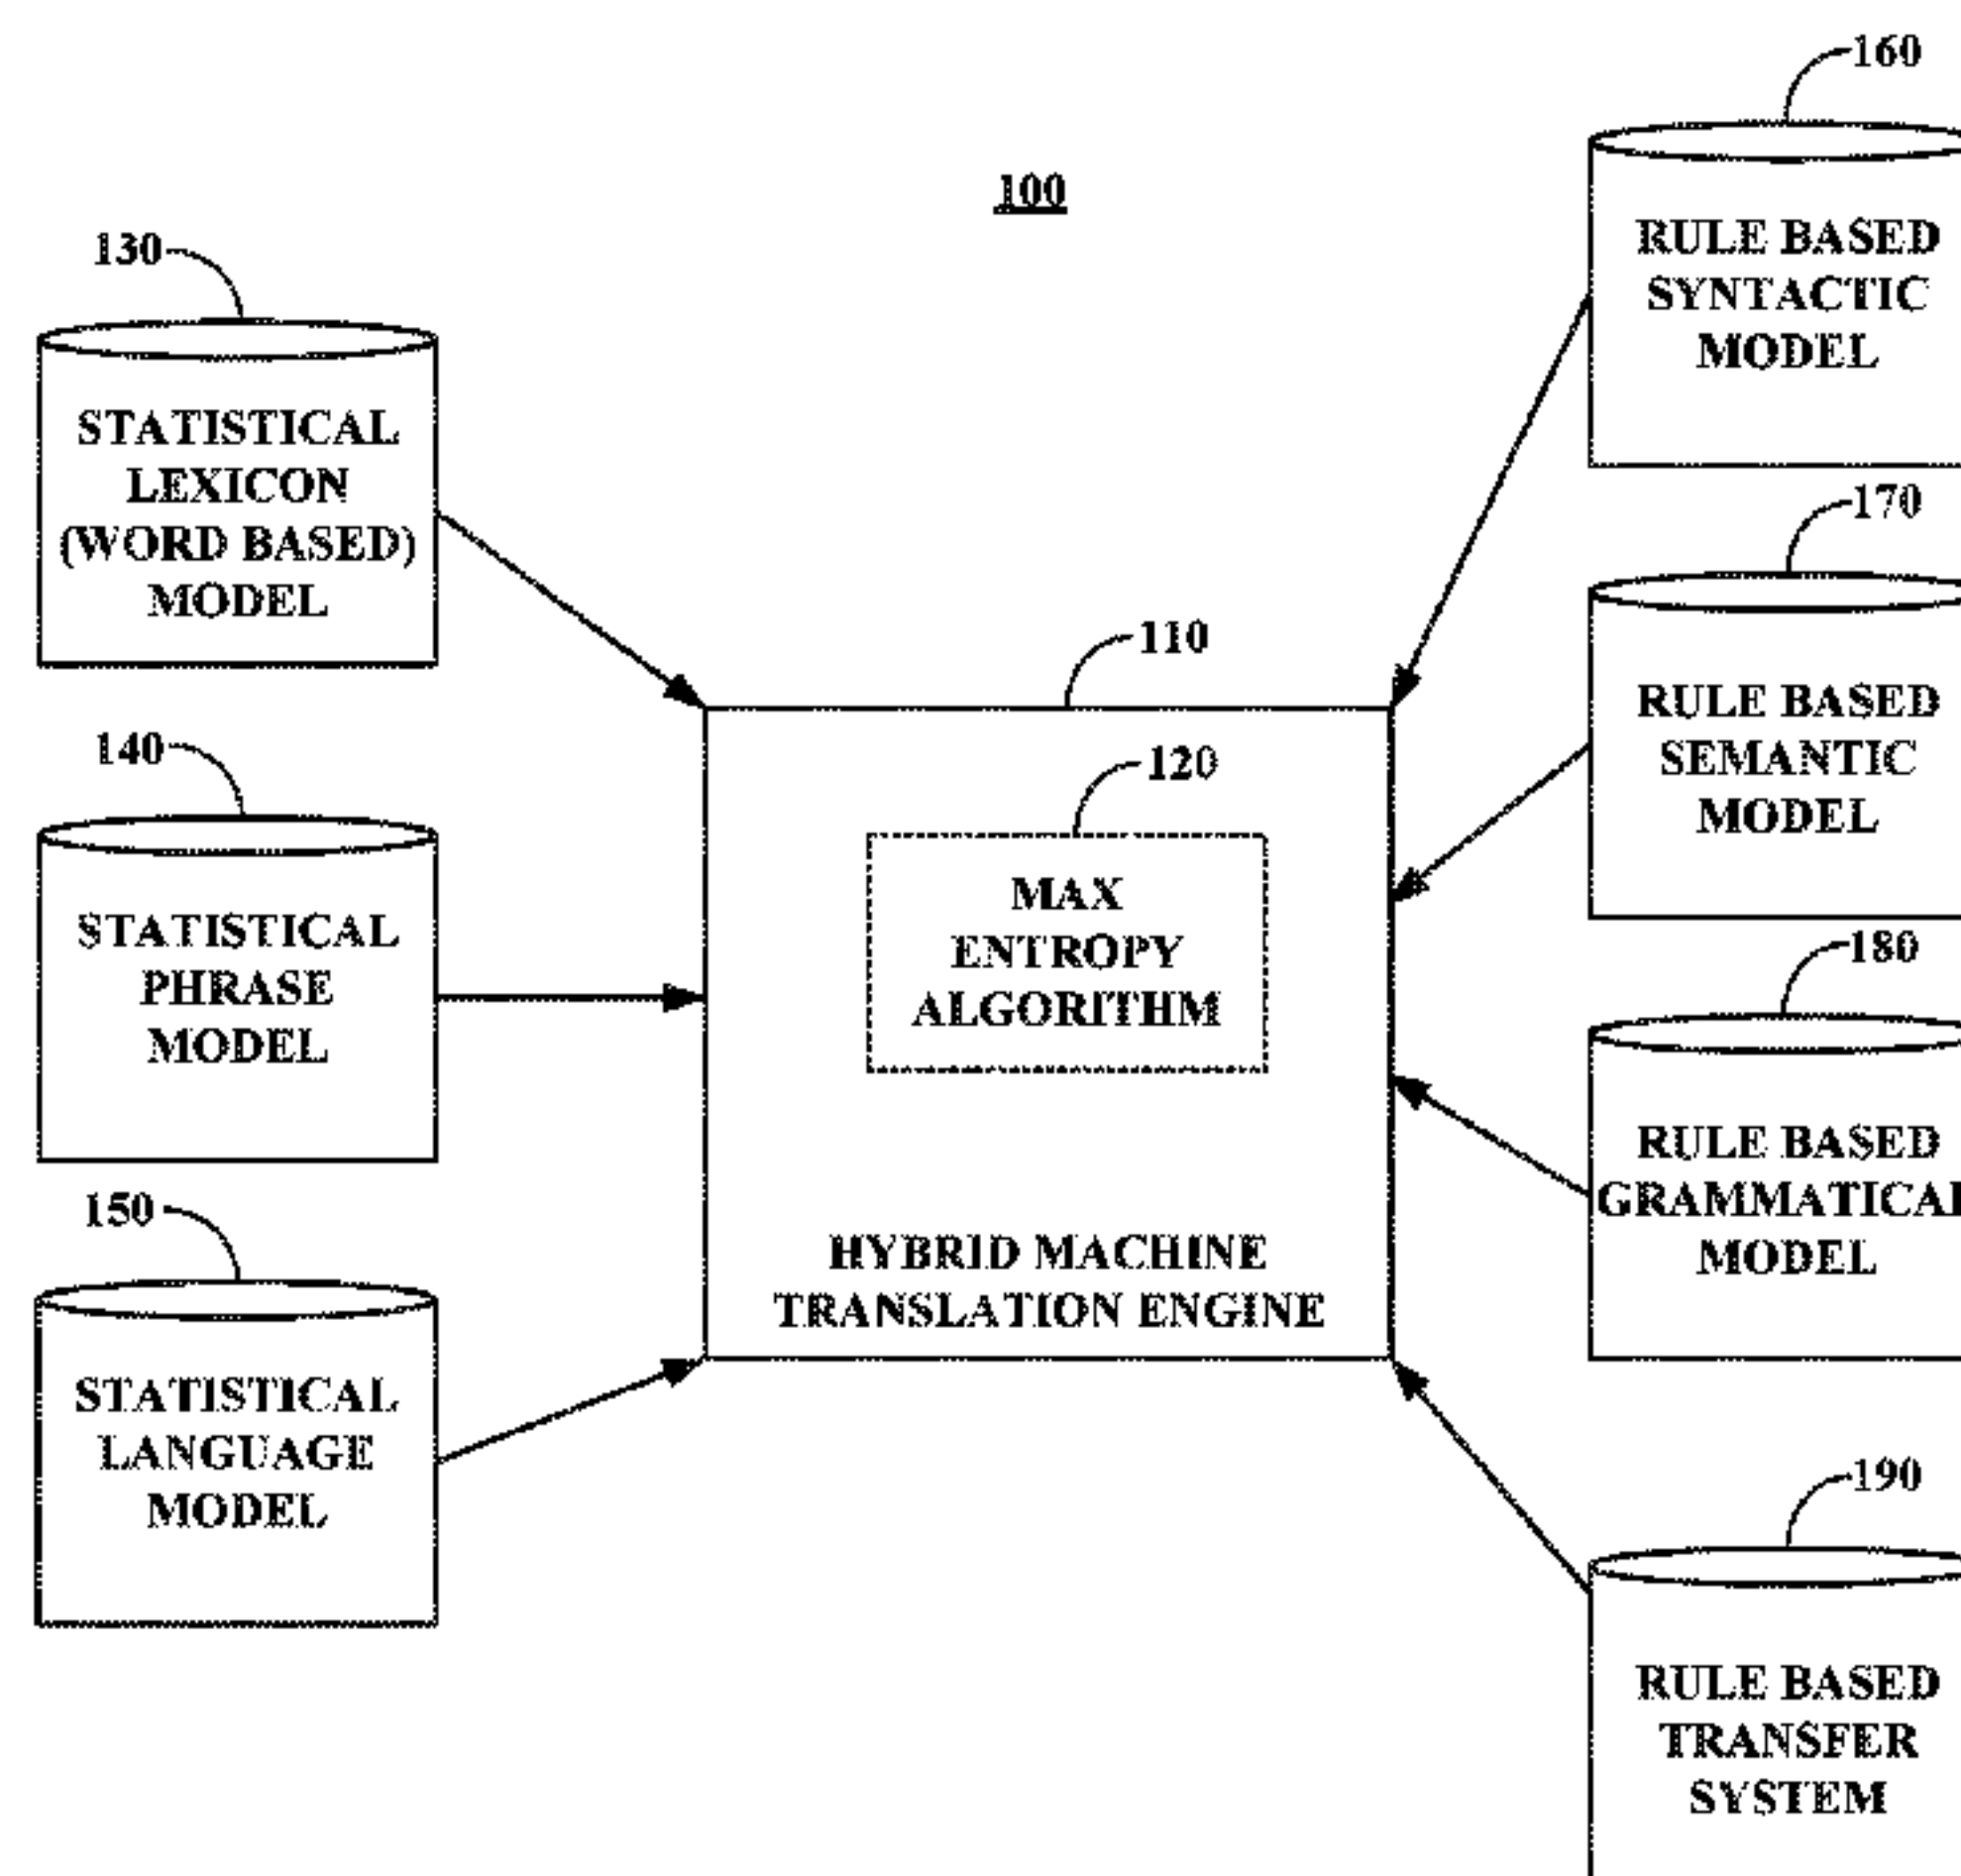 100
130
STATISTICAL
LEXICON
(WORD BASED)
MODEL
140
STATISTICAL
PHRASE
MODEL
150
STATISTICAL
LANGUAGE
MODEL
110
120
MAX
ENTROPY
ALGORITHM
HYBRID MACHINE
TRANSLATION ENGINE
160
RULE BASED
SYNTACTIC
MODEL
170
RULE BASED
SEMANTIC
MODEL
180
RULE BASED
GRAMMATICAL
MODEL
190
RULE BASED
TRANSFER
SYSTEM